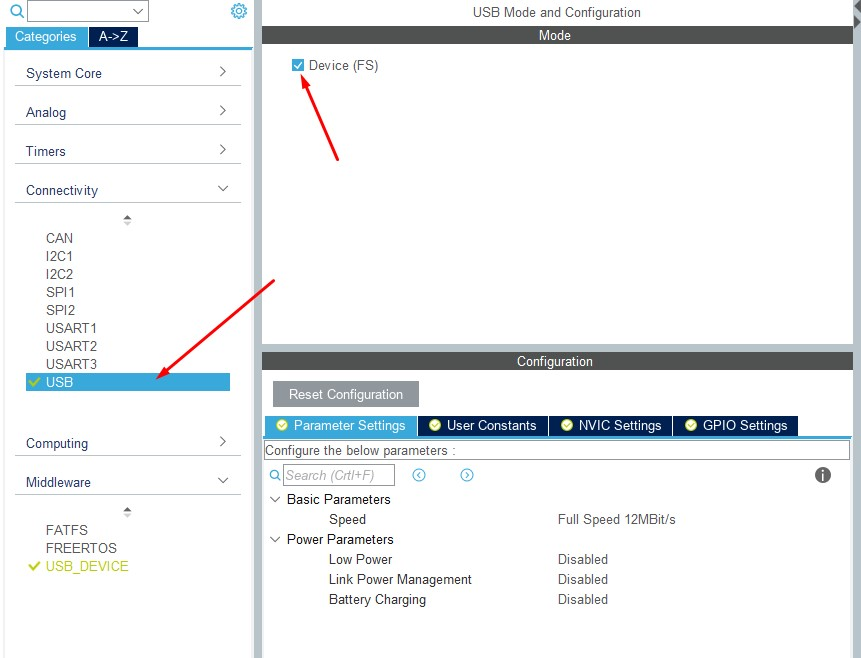 USB Mode and Configuration
Categories
A->Z
Mode
Device (FS)
System Core
Analog
Timers
Connectivity
CAN
I2C1
I2C2
SPI1
SPI2
USART1
USART2
USART3
USB
Computing
Middleware
FATFS
FREERTOS
USB_DEVICE
Configuration
Reset Configuration
Parameter Settings
User Constants
NVIC Settings
GPIO Settings
Configure the below parameters :
Search (Crtl+F)
Basic Parameters
Speed Full Speed 12MBit/s
Power Parameters
Low Power Disabled
Link Power Management Disabled
Battery Charging Disabled